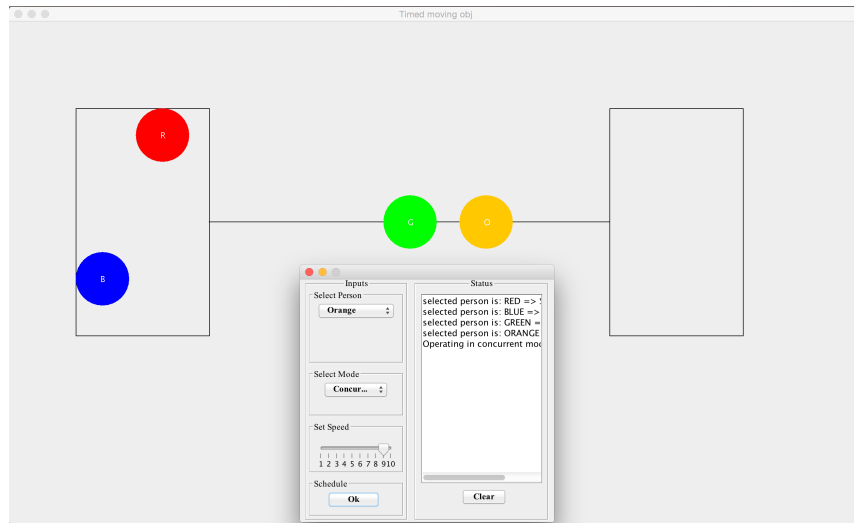 Timed moving obj
R
G
O
B
Inputs
Select Person
Orange
Select Mode
Concur...
Set Speed
1 2 3 4 5 6 7 8 9 10
Schedule
Ok
Status
selected person is: RED =>
selected person is: BLUE =>
selected person is: GREEN =
selected person is: ORANGE
Operating in concurrent mo
Clear